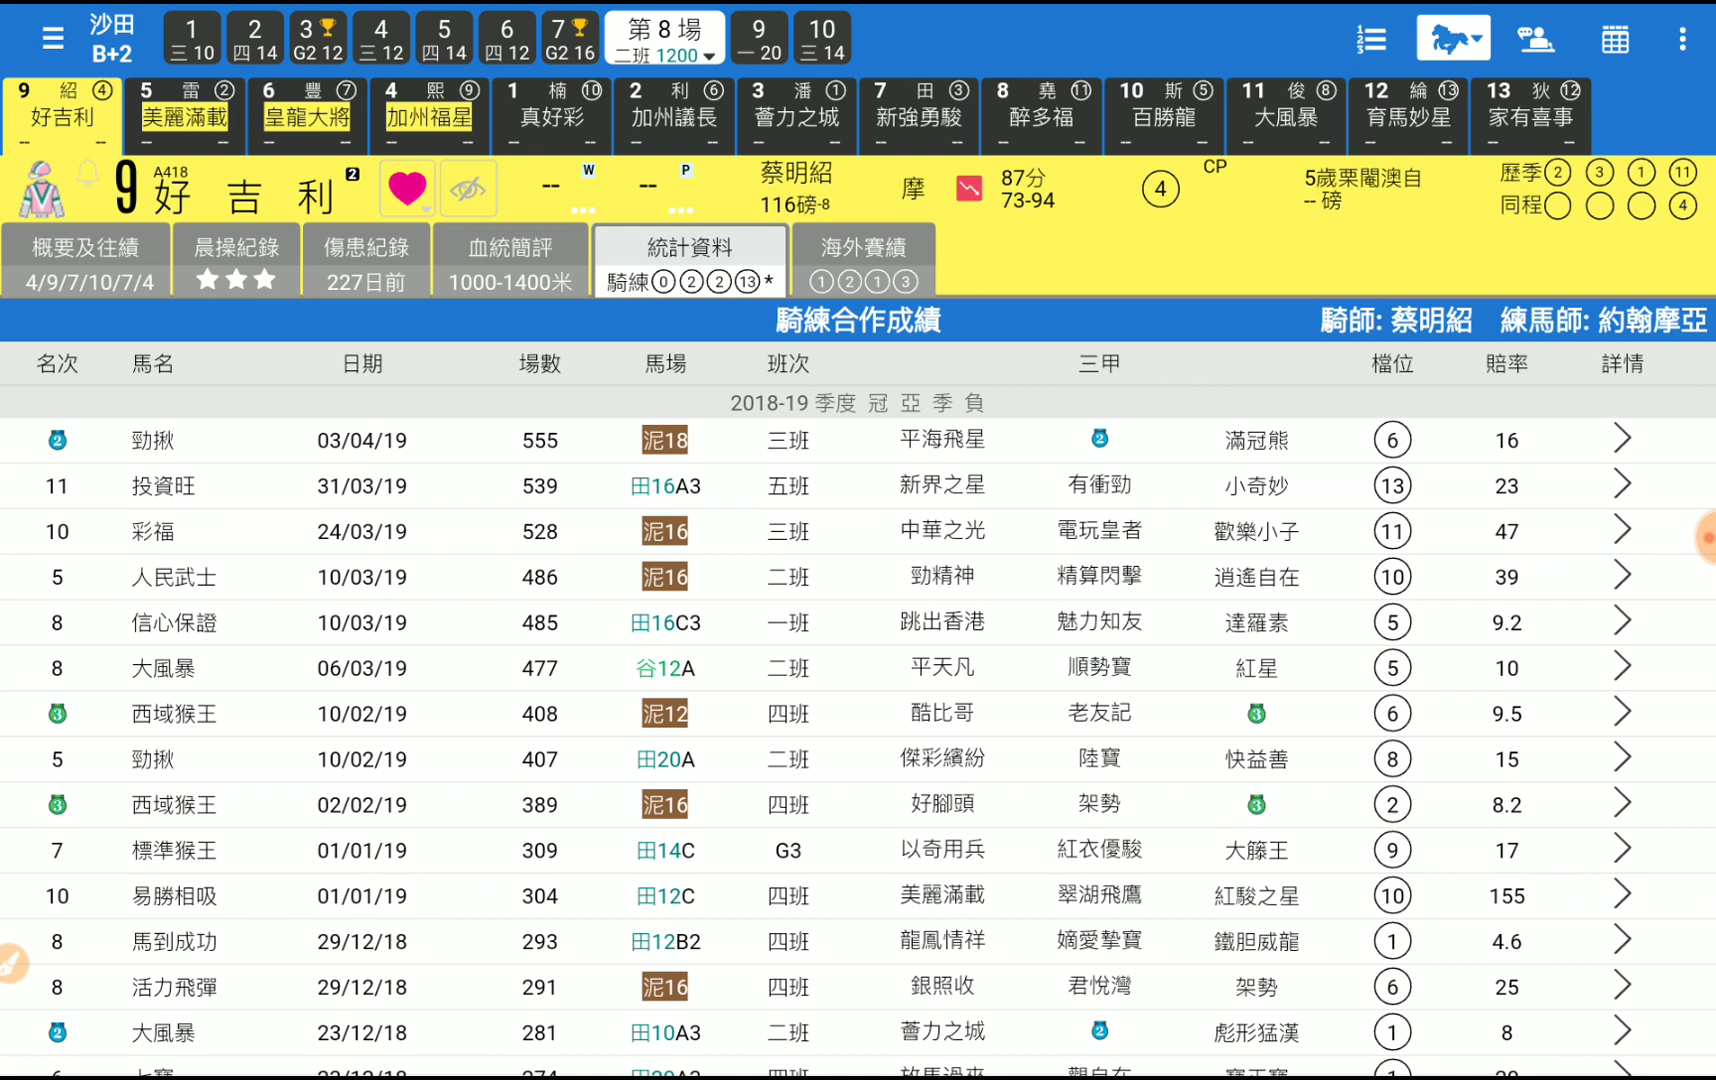 沙田 B+2
1 三 10
2 四 14
3 G2 12
4 三 12
5 四 14
6 四 12
7 G2 16
第 8 場 二班 1200
9 一 20
10 三 14
9 紹 4 好吉利 -- --
5 雷 2 美麗滿載 -- --
6 豐 7 皇龍大將 -- --
4 熙 9 加州福星 -- --
1 楠 10 真好彩 -- --
2 利 6 加州議長 -- --
3 潘 1 薈力之城 -- --
7 田 3 新強勇駿 -- --
8 堯 11 醉多福 -- --
10 斯 5 百勝龍 -- --
11 俊 8 大風暴 -- --
12 綸 13 育馬妙星 -- --
13 狄 12 家有喜事 -- --
9 A418 好吉利 2 -- W -- P 蔡明紹 116磅-8 摩 87分 73-94 4 CP 5歲栗閹澳自 -- 磅
歷季 2 3 1 11
同程 4
概要及往績 4/9/7/10/7/4
晨操紀錄 ★★★
傷患紀錄 227日前
血統簡評 1000-1400米
統計資料 騎練 0 2 2 13 *
海外賽績 1 2 1 3
騎練合作成績 騎師: 蔡明紹 練馬師: 約翰摩亞
名次 馬名 日期 場數 馬場 班次 三甲 檔位 賠率 詳情
2018-19 季度 冠 亞 季 負
2 勁揪 03/04/19 555 泥18 三班 平海飛星 2 滿冠熊 6 16
11 投資旺 31/03/19 539 田16A3 五班 新界之星 有衝勁 小奇妙 13 23
10 彩福 24/03/19 528 泥16 三班 中華之光 電玩皇者 歡樂小子 11 47
5 人民武士 10/03/19 486 泥16 二班 勁精神 精算閃擊 逍遙自在 10 39
8 信心保證 10/03/19 485 田16C3 一班 跳出香港 魅力知友 達羅素 5 9.2
8 大風暴 06/03/19 477 谷12A 二班 平天凡 順勢寶 紅星 5 10
3 西域猴王 10/02/19 408 泥12 四班 酷比哥 老友記 3 6 9.5
5 勁揪 10/02/19 407 田20A 二班 傑彩繽紛 陸寶 快益善 8 15
3 西域猴王 02/02/19 389 泥16 四班 好腳頭 架勢 3 2 8.2
7 標準猴王 01/01/19 309 田14C G3 以奇用兵 紅衣優駿 大籐王 9 17
10 易勝相吸 01/01/19 304 田12C 四班 美麗滿載 翠湖飛鷹 紅駿之星 10 155
8 馬到成功 29/12/18 293 田12B2 四班 龍鳳情祥 嫡愛摯寶 鐵胆威龍 1 4.6
8 活力飛彈 29/12/18 291 泥16 四班 銀照收 君悅灣 架勢 6 25
2 大風暴 23/12/18 281 田10A3 二班 薈力之城 2 彪形猛漢 1 8